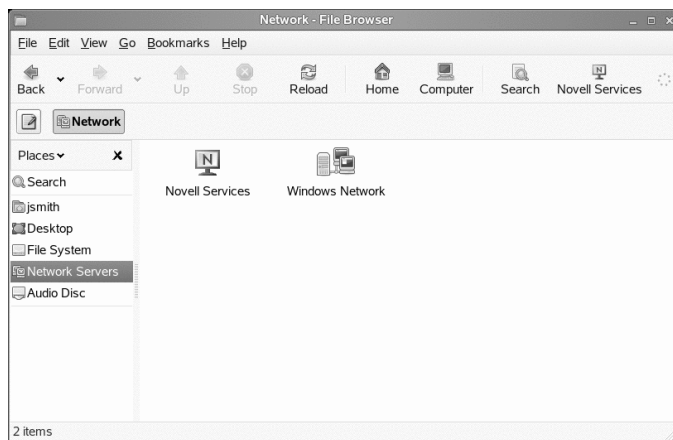 Network - File Browser
File Edit View Go Bookmarks Help
Back Forward Up Stop Reload Home Computer Search Novell Services
Network
Places
Search
jsmith
Desktop
File System
Network Servers
Audio Disc
N
Novell Services
Windows Network
2 items